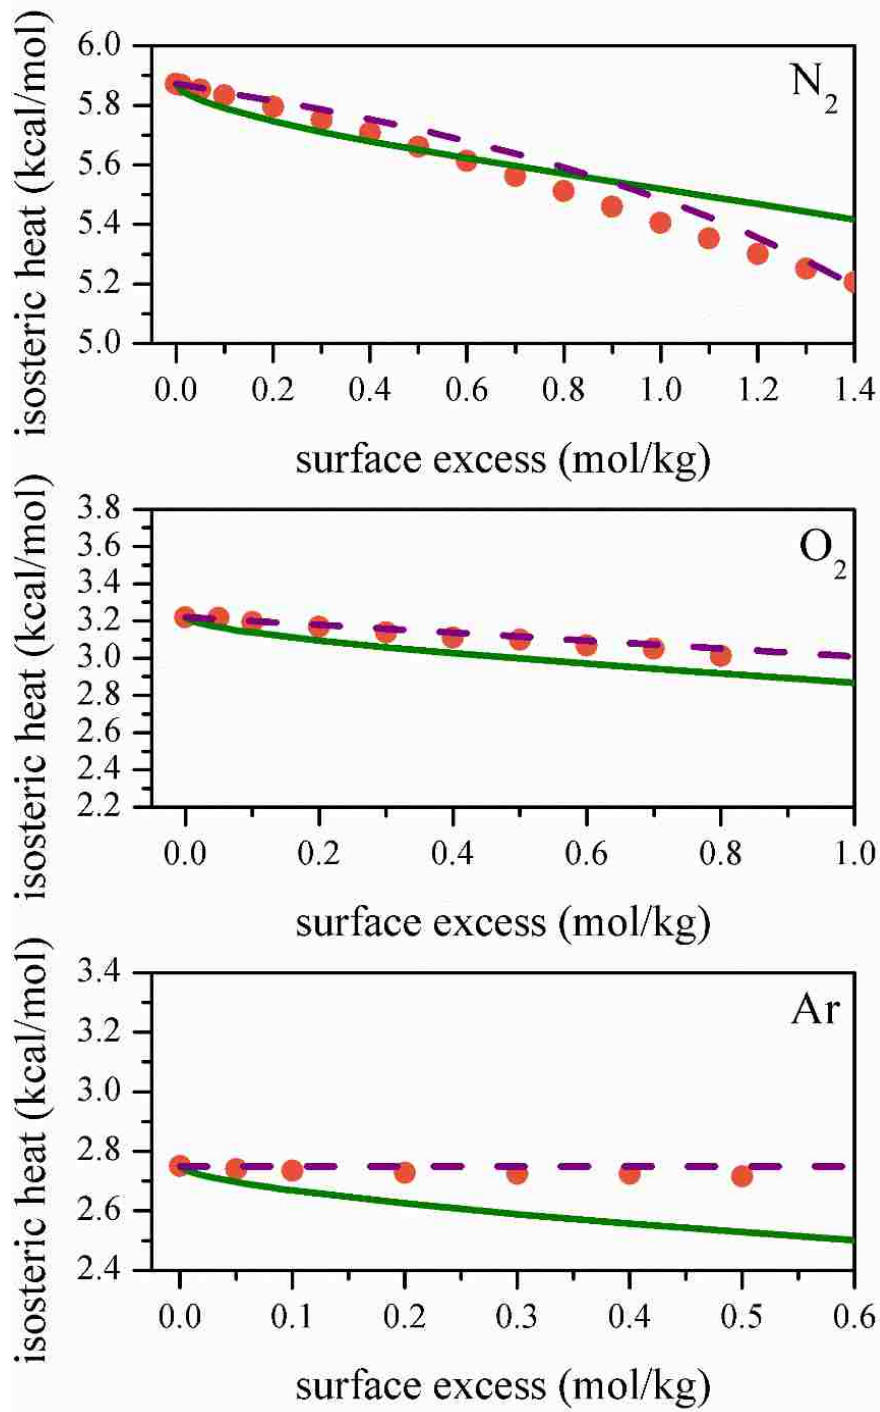 N2
isosteric heat (kcal/mol)
6.0
5.8
5.6
5.4
5.2
5.0
0.0 0.2 0.4 0.6 0.8 1.0 1.2 1.4
surface excess (mol/kg)
O2
isosteric heat (kcal/mol)
3.8
3.6
3.4
3.2
3.0
2.8
2.6
2.4
2.2
0.0 0.2 0.4 0.6 0.8 1.0
surface excess (mol/kg)
Ar
isosteric heat (kcal/mol)
3.4
3.2
3.0
2.8
2.6
2.4
0.0 0.1 0.2 0.3 0.4 0.5 0.6
surface excess (mol/kg)